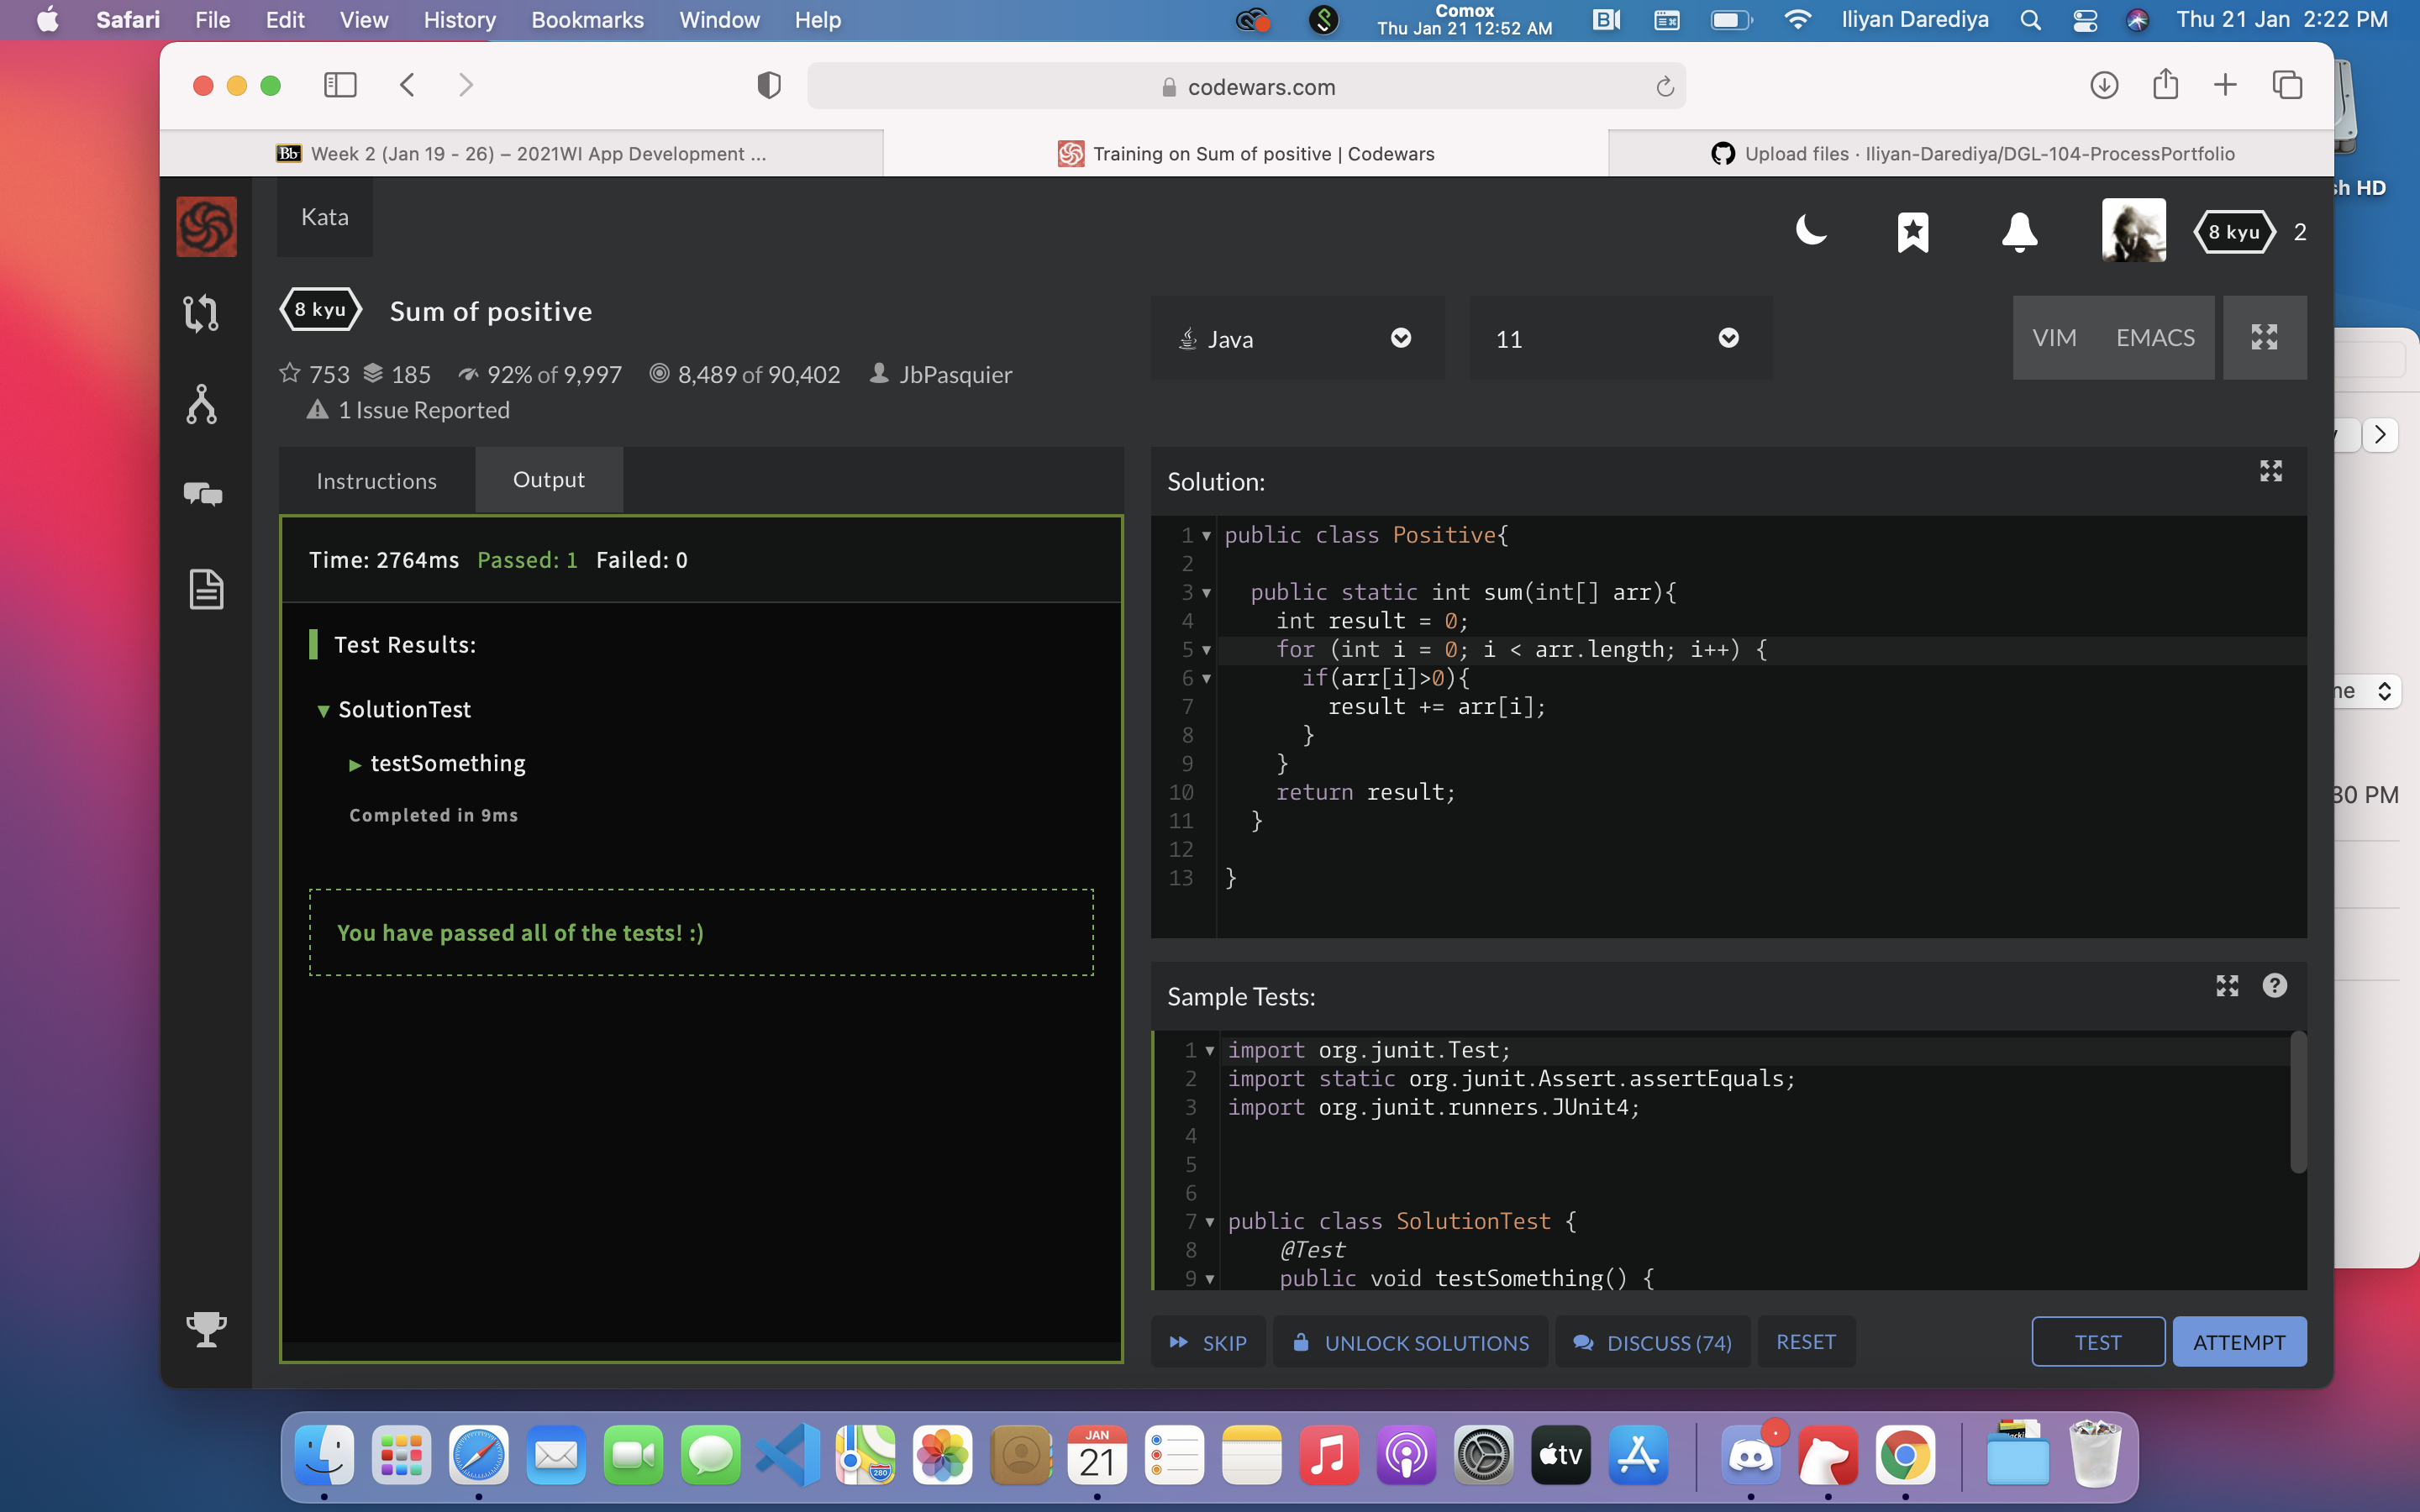 Safari File Edit View History Bookmarks Window Help
Comox
Thu Jan 21 12:52 AM
Iliyan Darediya Thu 21 Jan 2:22 PM
codewars.com
Bb Week 2 (Jan 19 - 26) – 2021WI App Development ...
Training on Sum of positive | Codewars
Upload files · Iliyan-Darediya/DGL-104-ProcessPortfolio
sh HD
Kata
8 kyu 2
8 kyu Sum of positive
753 185 92% of 9,997 8,489 of 90,402 JbPasquier
1 Issue Reported
Java
11
VIM EMACS
Instructions
Output
Time: 2764ms Passed: 1 Failed: 0
Test Results:
SolutionTest
testSomething
Completed in 9ms
You have passed all of the tests! :)
Solution:
1 public class Positive{
2
3 public static int sum(int[] arr){
4 int result = 0;
5 for (int i = 0; i < arr.length; i++) {
6 if(arr[i]>0){
7 result += arr[i];
8 }
9 }
10 return result;
11 }
12
13 }
Sample Tests:
1 import org.junit.Test;
2 import static org.junit.Assert.assertEquals;
3 import org.junit.runners.JUnit4;
4
5
6
7 public class SolutionTest {
8 @Test
9 public void testSomething() {
SKIP
UNLOCK SOLUTIONS
DISCUSS (74)
RESET
TEST
ATTEMPT
ne
30 PM
JAN
21
280
tv